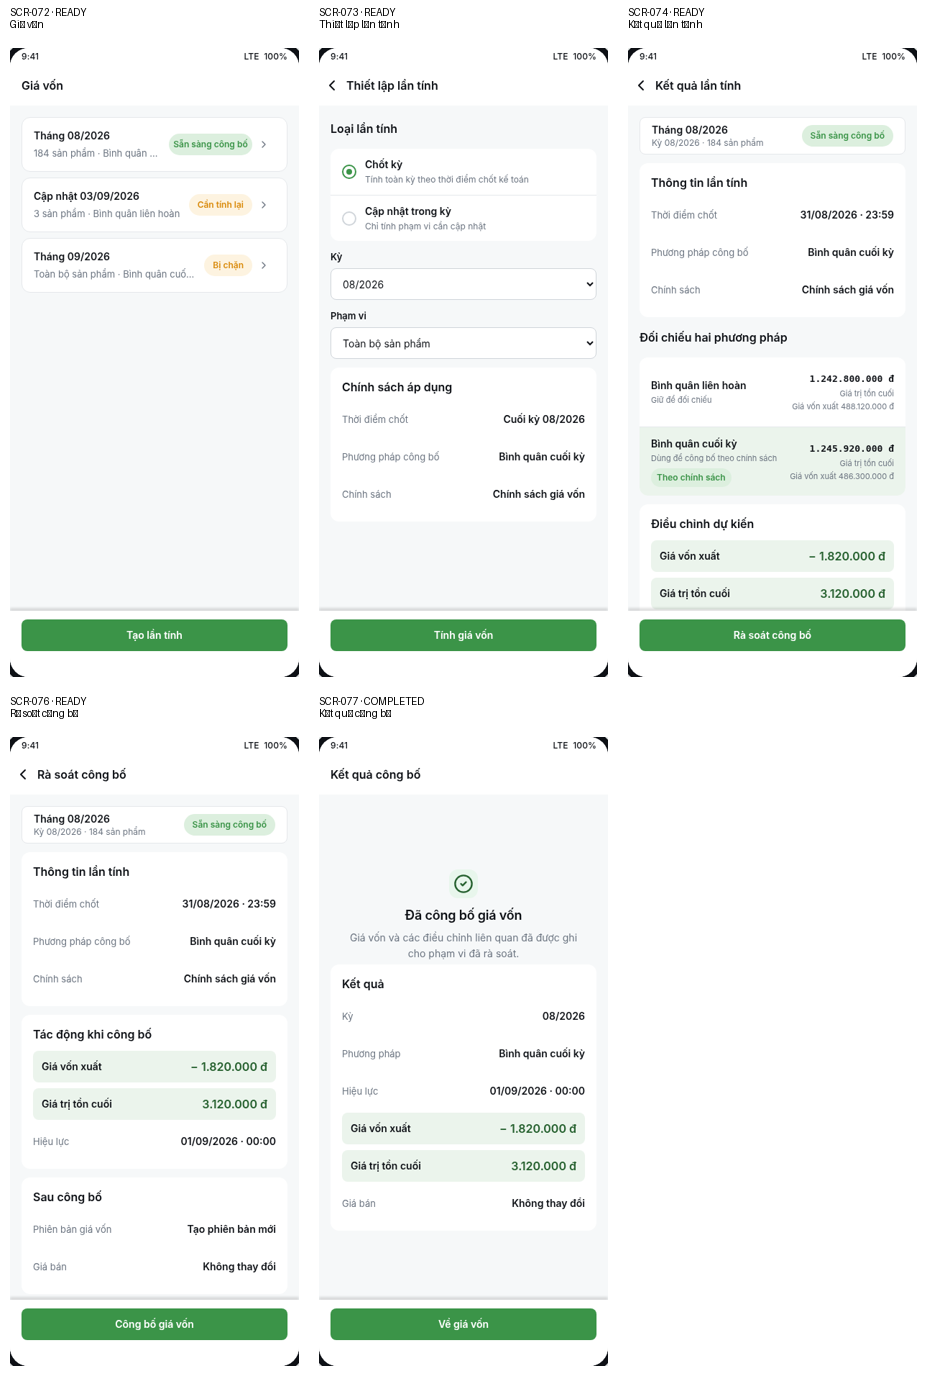 SCR-072 · READY
9:41 LTE 100%
Giá vốn
Tháng 08/2026
184 sản phẩm · Bình quân ...
Sẵn sàng công bố
Cập nhật 03/09/2026
3 sản phẩm · Bình quân liên hoàn
Cần tính lại
Tháng 09/2026
Toàn bộ sản phẩm · Bình quân cuố...
Bị chặn
Tạo lần tính
SCR-073 · READY
9:41 LTE 100%
Thiết lập lần tính
Loại lần tính
Chốt kỳ
Tính toàn kỳ theo thời điểm chốt kế toán
Cập nhật trong kỳ
Chỉ tính phạm vi cần cập nhật
Kỳ
08/2026
Phạm vi
Toàn bộ sản phẩm
Chính sách áp dụng
Thời điểm chốt Cuối kỳ 08/2026
Phương pháp công bố Bình quân cuối kỳ
Chính sách Chính sách giá vốn
Tính giá vốn
SCR-074 · READY
9:41 LTE 100%
Kết quả lần tính
Tháng 08/2026
Kỳ 08/2026 · 184 sản phẩm
Sẵn sàng công bố
Thông tin lần tính
Thời điểm chốt 31/08/2026 · 23:59
Phương pháp công bố Bình quân cuối kỳ
Chính sách Chính sách giá vốn
Đối chiếu hai phương pháp
Bình quân liên hoàn
Giữ để đối chiếu
1.242.800.000 đ
Giá trị tồn cuối
Giá vốn xuất 488.120.000 đ
Bình quân cuối kỳ
Dùng để công bố theo chính sách
Theo chính sách
1.245.920.000 đ
Giá trị tồn cuối
Giá vốn xuất 486.300.000 đ
Điều chỉnh dự kiến
Giá vốn xuất − 1.820.000 đ
Giá trị tồn cuối 3.120.000 đ
Rà soát công bố
SCR-076 · READY
9:41 LTE 100%
Rà soát công bố
Tháng 08/2026
Kỳ 08/2026 · 184 sản phẩm
Sẵn sàng công bố
Thông tin lần tính
Thời điểm chốt 31/08/2026 · 23:59
Phương pháp công bố Bình quân cuối kỳ
Chính sách Chính sách giá vốn
Tác động khi công bố
Giá vốn xuất − 1.820.000 đ
Giá trị tồn cuối 3.120.000 đ
Hiệu lực 01/09/2026 · 00:00
Sau công bố
Phiên bản giá vốn Tạo phiên bản mới
Giá bán Không thay đổi
Công bố giá vốn
SCR-077 · COMPLETED
9:41 LTE 100%
Kết quả công bố
Đã công bố giá vốn
Giá vốn và các điều chỉnh liên quan đã được ghi
cho phạm vi đã rà soát.
Kết quả
Kỳ 08/2026
Phương pháp Bình quân cuối kỳ
Hiệu lực 01/09/2026 · 00:00
Giá vốn xuất − 1.820.000 đ
Giá trị tồn cuối 3.120.000 đ
Giá bán Không thay đổi
Về giá vốn